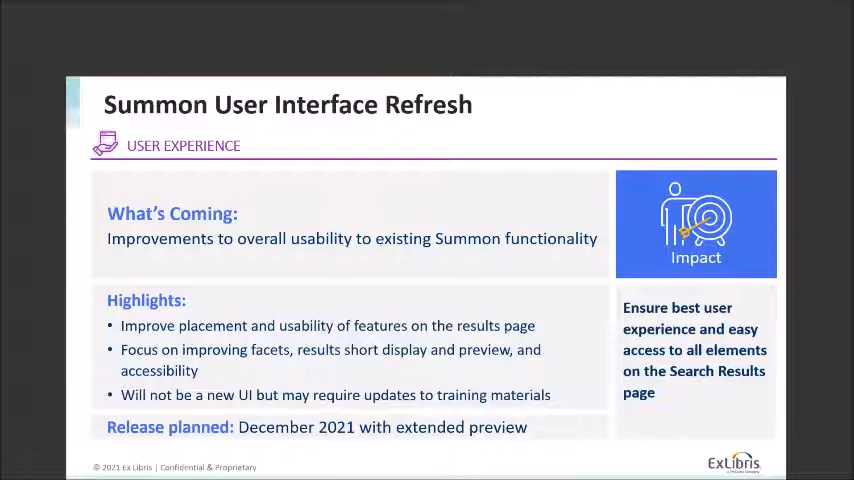 Summon User Interface Refresh
USER EXPERIENCE
What's Coming:
Improvements to overall usability to existing Summon functionality
Impact
Highlights:
• Improve placement and usability of features on the results page
• Focus on improving facets, results short display and preview, and
accessibility
• Will not be a new UI but may require updates to training materials
Ensure best user
experience and easy
access to all elements
on the Search Results
page
Release planned: December 2021 with extended preview
© 2021 Ex Libris | Confidential & Proprietary
ExLibris